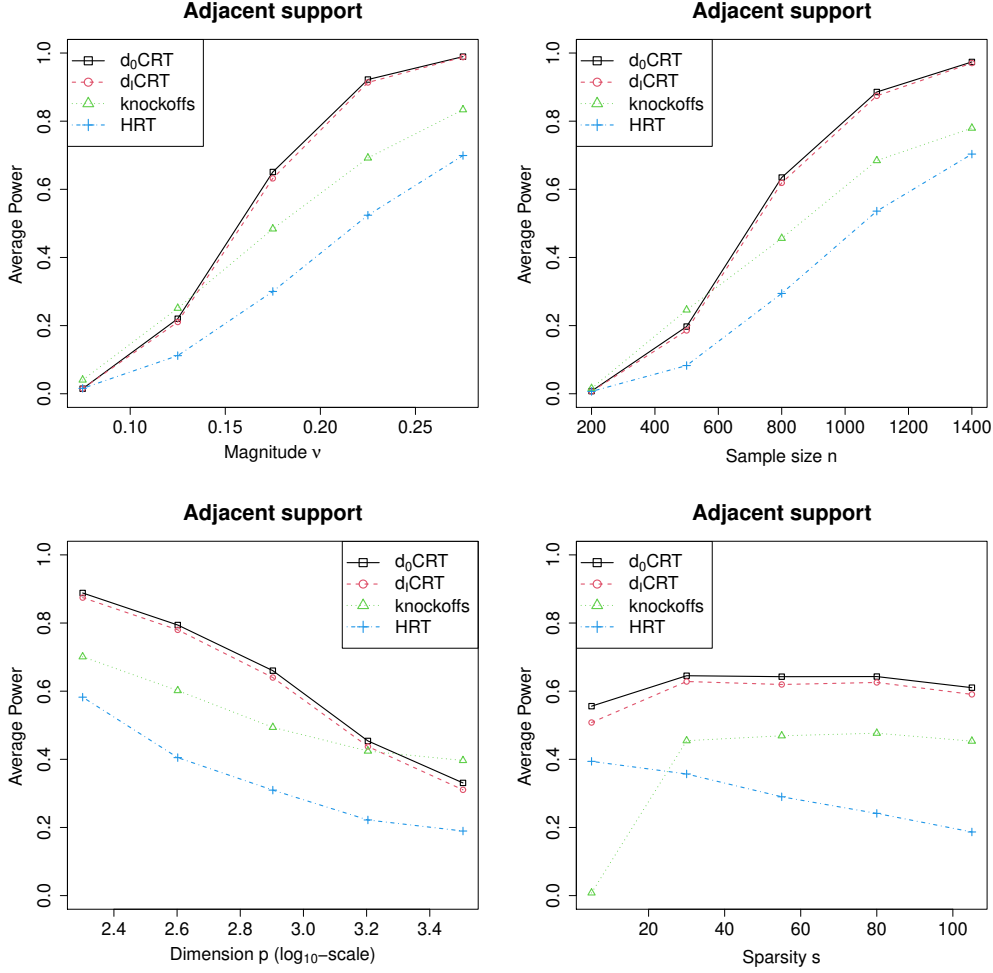 Adjacent support
d₀CRT
dₗCRT
knockoffs
HRT
Average Power
0.0 0.2 0.4 0.6 0.8 1.0
0.10 0.15 0.20 0.25
Magnitude ν
Adjacent support
d₀CRT
dₗCRT
knockoffs
HRT
Average Power
0.0 0.2 0.4 0.6 0.8 1.0
200 400 600 800 1000 1200 1400
Sample size n
Adjacent support
d₀CRT
dₗCRT
knockoffs
HRT
Average Power
0.0 0.2 0.4 0.6 0.8 1.0
2.4 2.6 2.8 3.0 3.2 3.4
Dimension p (log₁₀−scale)
Adjacent support
d₀CRT
dₗCRT
knockoffs
HRT
Average Power
0.0 0.2 0.4 0.6 0.8 1.0
20 40 60 80 100
Sparsity s